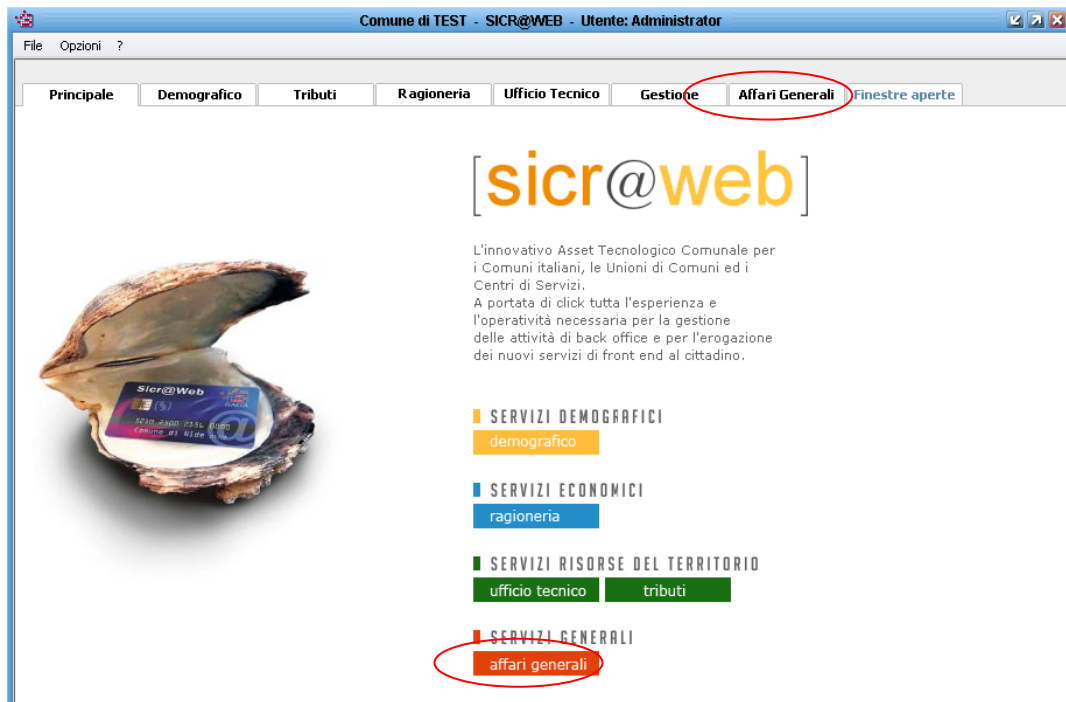 Comune di TEST - SICR@WEB - Utente: Administrator
File Opzioni ?
Principale Demografico Tributi Ragioneria Ufficio Tecnico Gestione Affari Generali Finestre aperte
[sicr@web]
L'innovativo Asset Tecnologico Comunale per
i Comuni italiani, le Unioni di Comuni ed i
Centri di Servizi.
A portata di click tutta l'esperienza e
l'operatività necessaria per la gestione
delle attività di back office e per l'erogazione
dei nuovi servizi di front end al cittadino.
Sicr@Web
Comune di
SERVIZI DEMOGRAFICI
demografico
SERVIZI ECONOMICI
ragioneria
SERVIZI RISORSE DEL TERRITORIO
ufficio tecnico tributi
SERVIZI GENERALI
affari generali